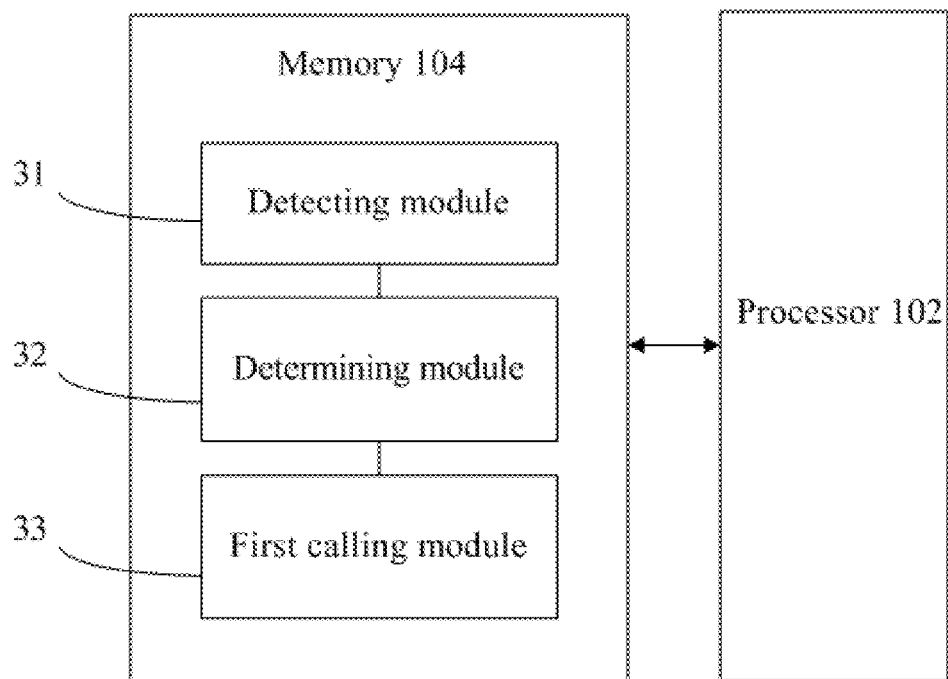 Memory 104
31
Detecting module
Processor 102
32
Determining module
33
First calling module